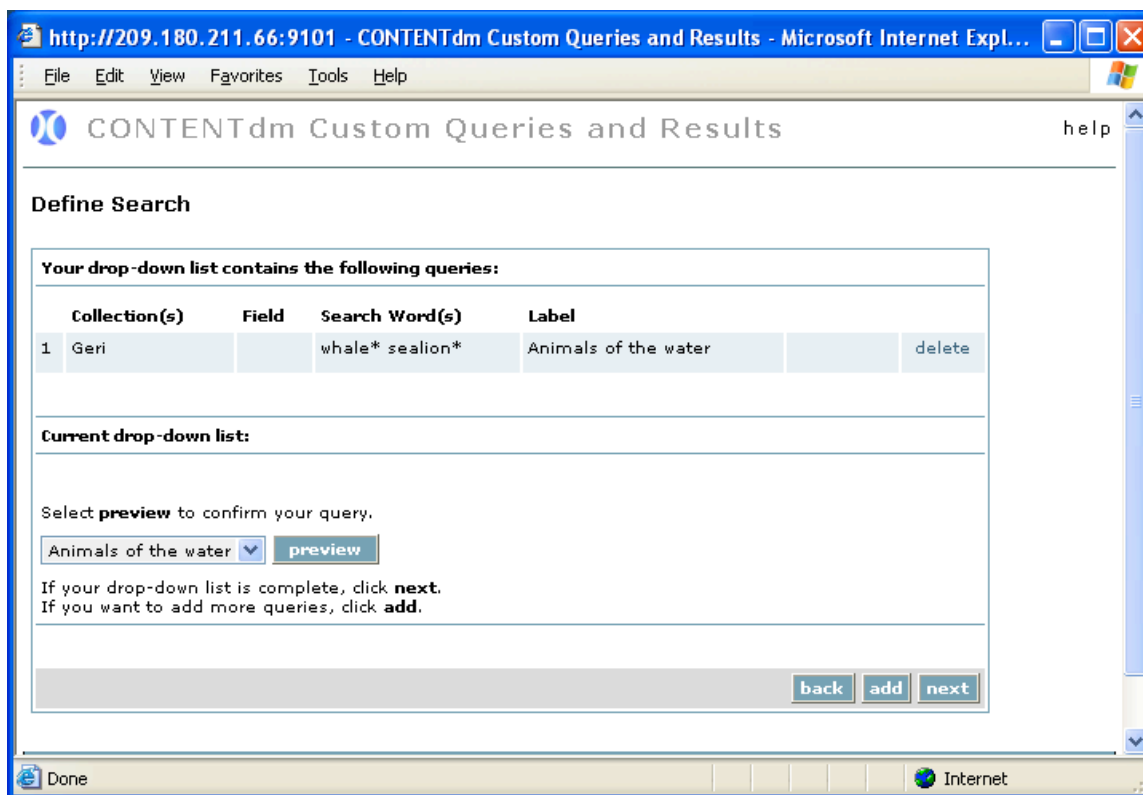 http://209.180.211.66:9101 - CONTENTdm Custom Queries and Results - Microsoft Internet Expl...
File Edit View Favorites Tools Help
CONTENTdm Custom Queries and Results help
Define Search
Your drop-down list contains the following queries:
Collection(s) Field Search Word(s) Label
1 Geri whale* sealion* Animals of the water delete
Current drop-down list:
Select preview to confirm your query.
Animals of the water preview
If your drop-down list is complete, click next.
If you want to add more queries, click add.
back add next
Done Internet